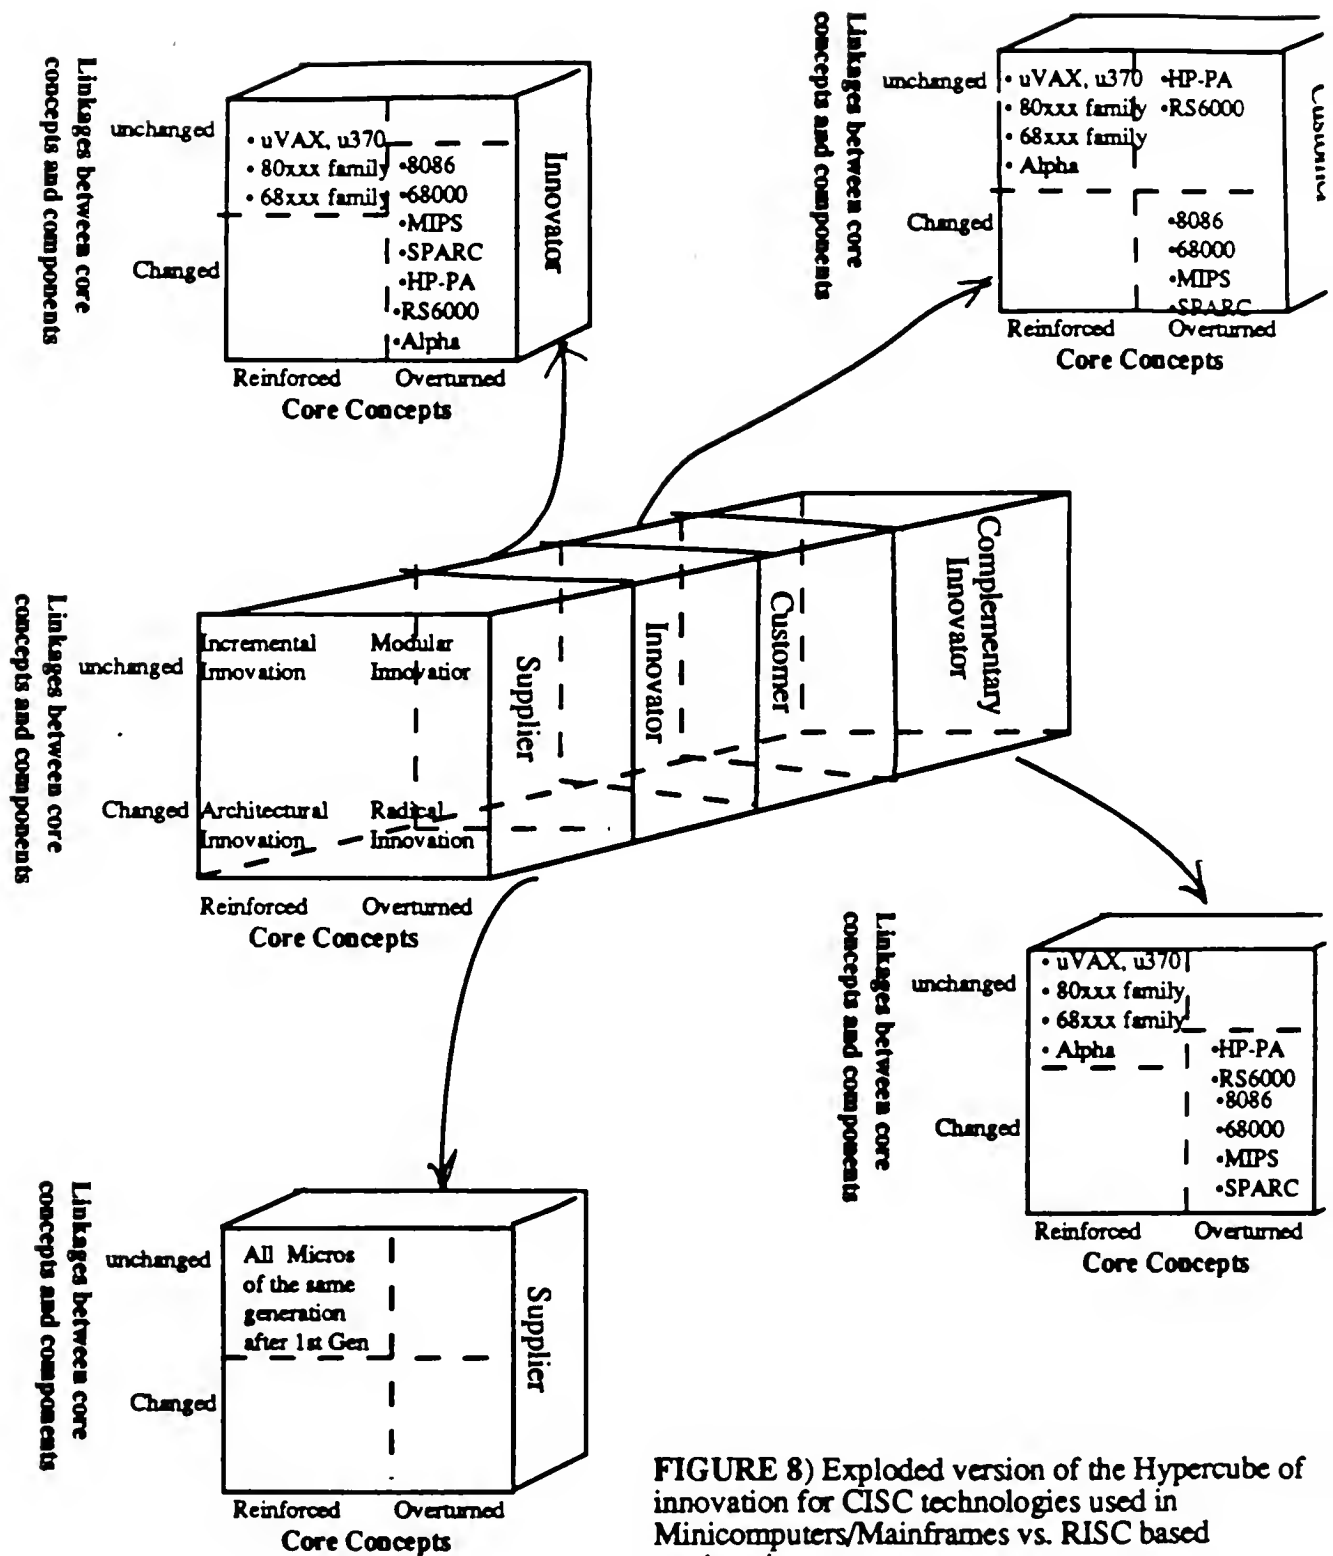 Linkages between core
concepts and components
unchanged
Changed
• uVAX, u370
• 80xxx family
• 68xxx family
•8086
•68000
•MIPS
•SPARC
•HP-PA
•RS6000
•Alpha
Innovator
Reinforced Overturned
Core Concepts
Linkages between core
concepts and components
unchanged
Changed
• uVAX, u370
• 80xxx family
• 68xxx family
• Alpha
•HP-PA
•RS6000
•8086
•68000
•MIPS
•SPARC
Reinforced Overturned
Core Concepts
Linkages between core
concepts and components
unchanged
Changed
Incremental
Innovation
Modular
Innovation
Architectural
Innovation
Radical
Innovation
Supplier
Innovator
Customer
Complementary
Innovator
Reinforced Overturned
Core Concepts
Linkages between core
concepts and components
unchanged
Changed
• uVAX, u370
• 80xxx family
• 68xxx family
• Alpha
•HP-PA
•RS6000
•8086
•68000
•MIPS
•SPARC
Reinforced Overturned
Core Concepts
Linkages between core
concepts and components
unchanged
Changed
All Micros
of the same
generation
after 1st Gen
Supplier
Reinforced Overturned
Core Concepts
FIGURE 8) Exploded version of the Hypercube of
innovation for CISC technologies used in
Minicomputers/Mainframes vs. RISC based